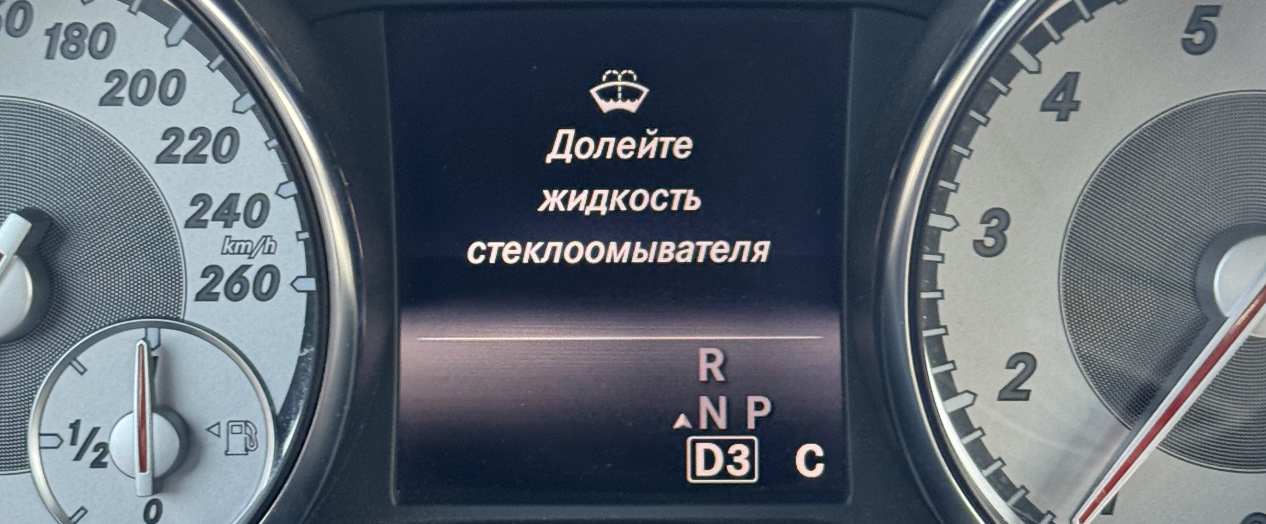 180
200
220
240
km/h
260
1/2
0
Долейте
жидкость
стеклоомывателя
R
N P
D3 C
5
4
3
2